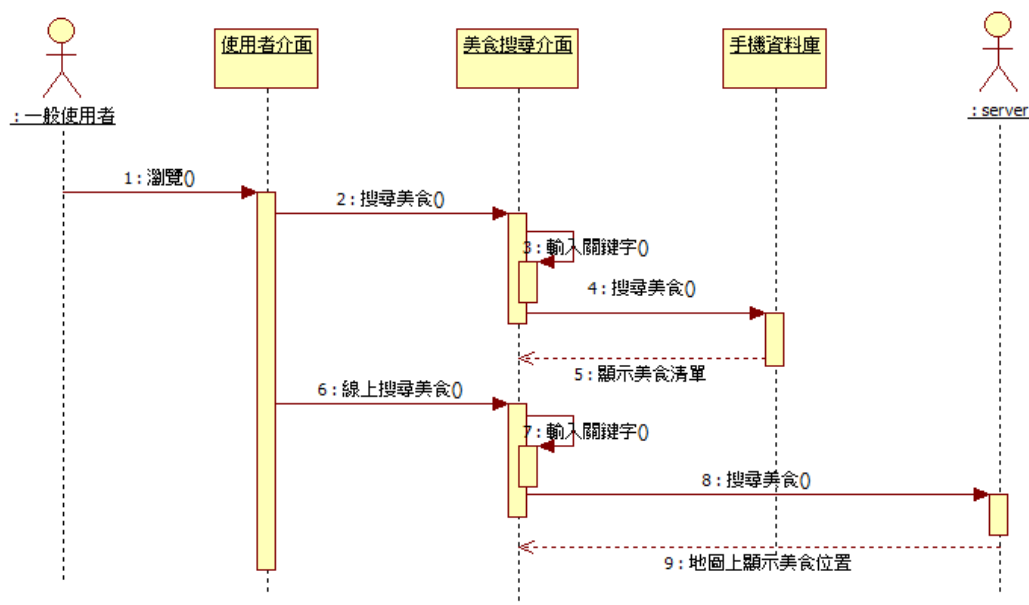 使用者介面
美食搜尋介面
手機資料庫
: 一般使用者
: server
1 : 瀏覽()
2 : 搜尋美食()
3 : 輸入關鍵字()
4 : 搜尋美食()
5 : 顯示美食清單
6 : 線上搜尋美食()
7 : 輸入關鍵字()
8 : 搜尋美食()
9 : 地圖上顯示美食位置